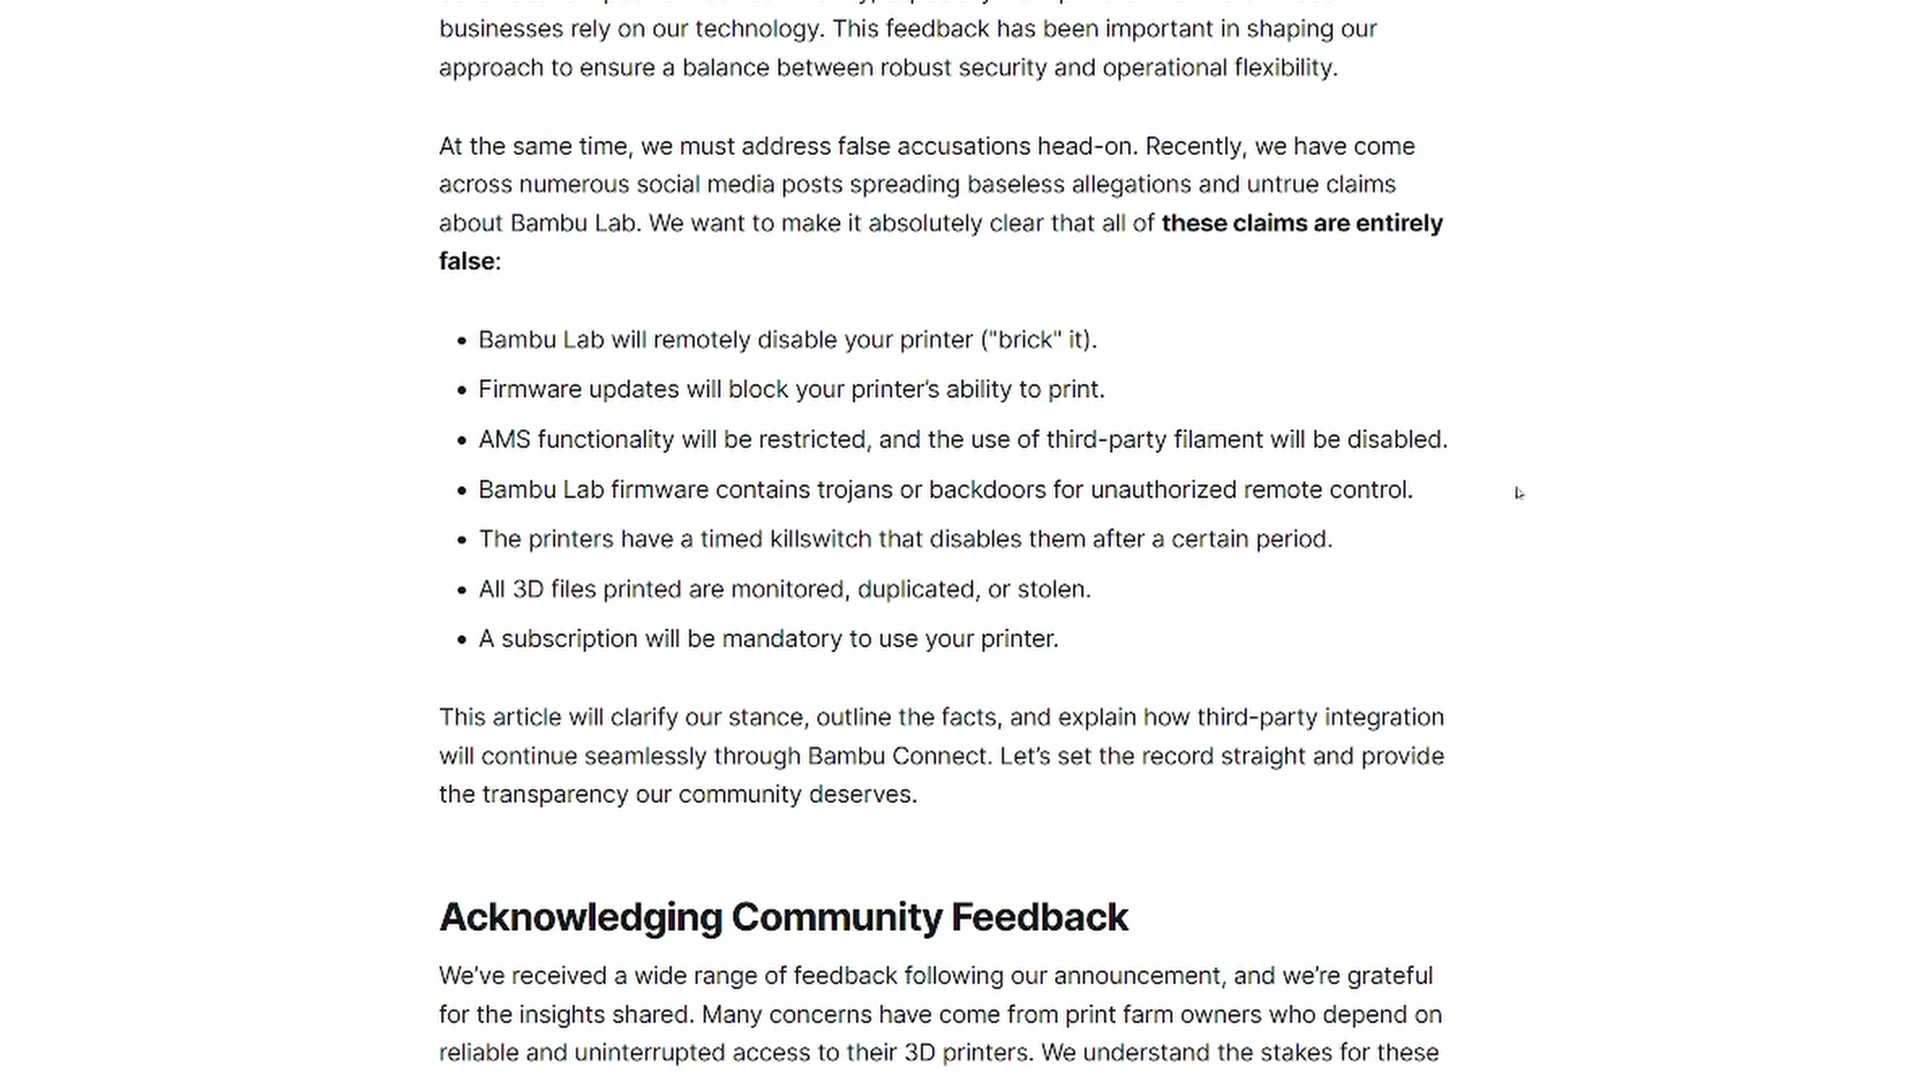 businesses rely on our technology. This feedback has been important in shaping our
approach to ensure a balance between robust security and operational flexibility.
At the same time, we must address false accusations head-on. Recently, we have come
across numerous social media posts spreading baseless allegations and untrue claims
about Bambu Lab. We want to make it absolutely clear that all of these claims are entirely
false:
• Bambu Lab will remotely disable your printer ("brick" it).
• Firmware updates will block your printer's ability to print.
• AMS functionality will be restricted, and the use of third-party filament will be disabled.
• Bambu Lab firmware contains trojans or backdoors for unauthorized remote control.
• The printers have a timed killswitch that disables them after a certain period.
• All 3D files printed are monitored, duplicated, or stolen.
• A subscription will be mandatory to use your printer.
This article will clarify our stance, outline the facts, and explain how third-party integration
will continue seamlessly through Bambu Connect. Let's set the record straight and provide
the transparency our community deserves.
Acknowledging Community Feedback
We've received a wide range of feedback following our announcement, and we're grateful
for the insights shared. Many concerns have come from print farm owners who depend on
reliable and uninterrupted access to their 3D printers. We understand the stakes for these